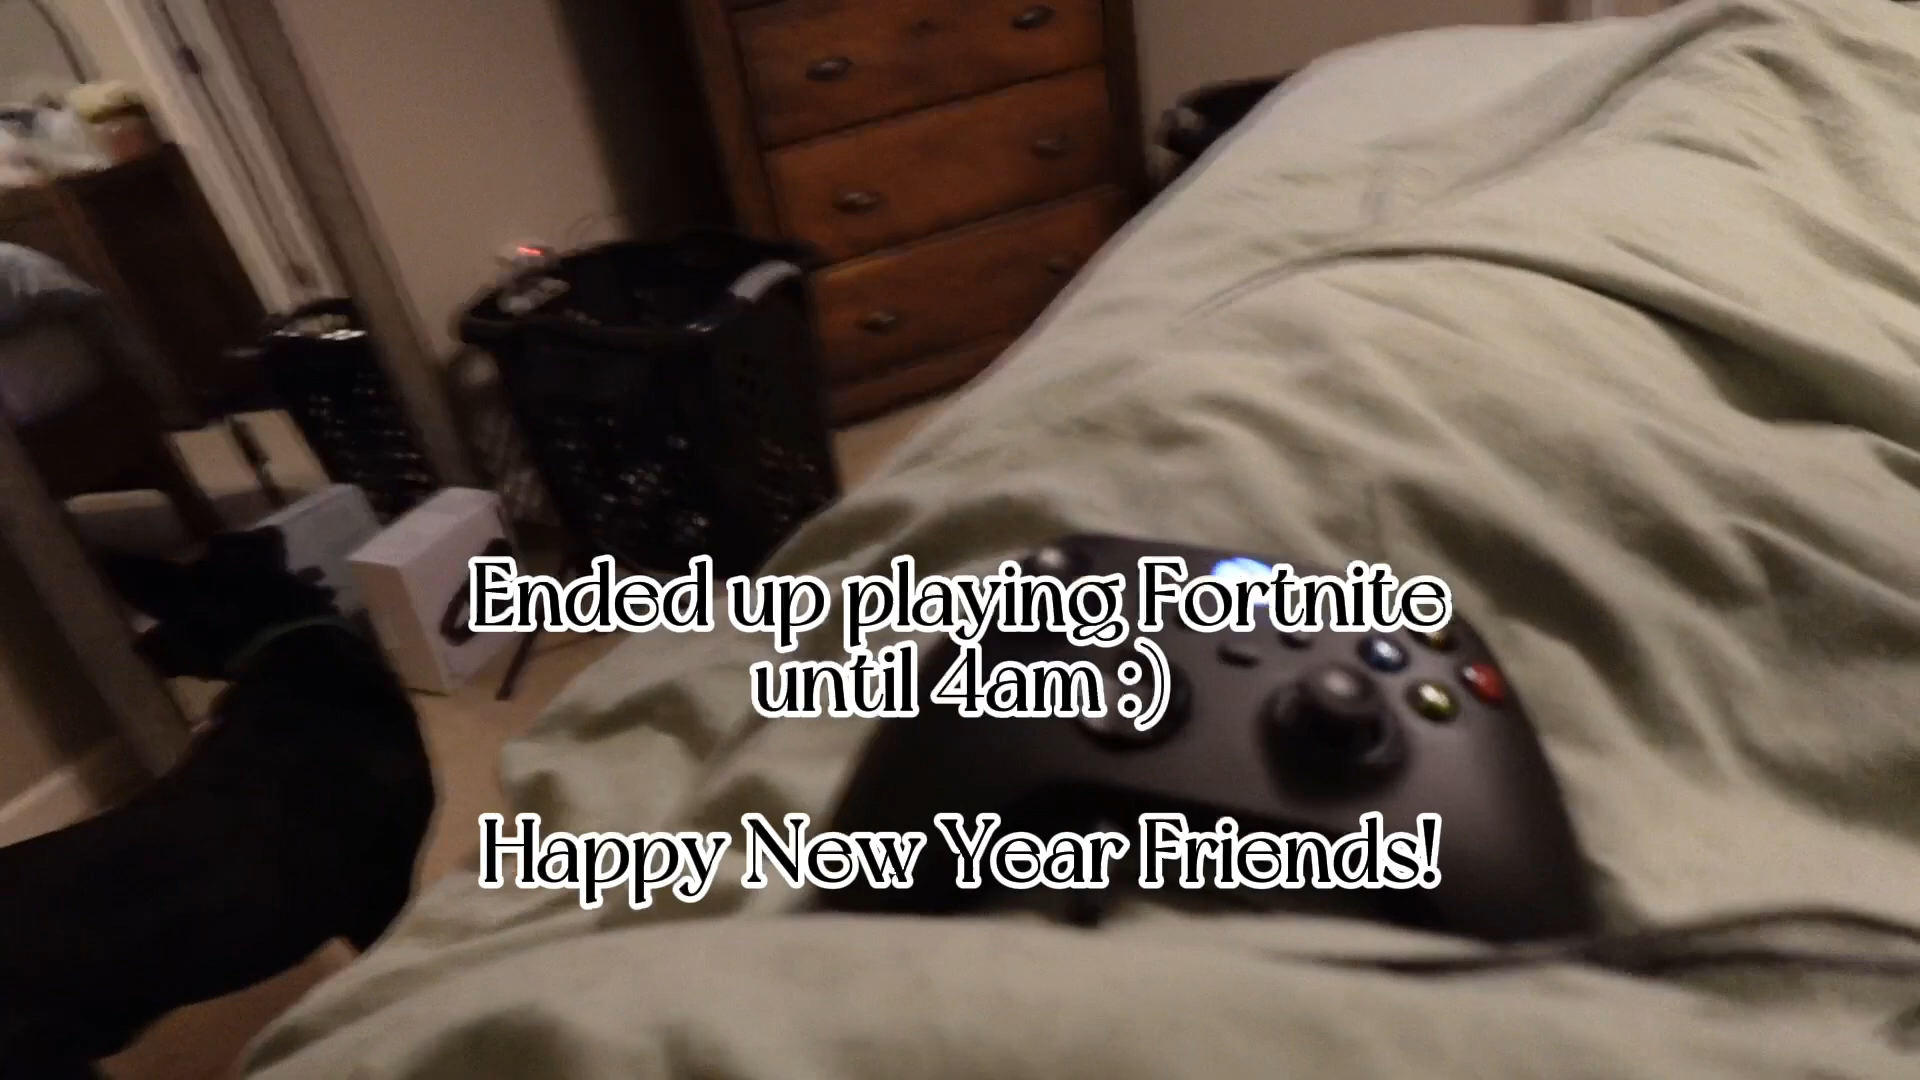 Ended up playing Fortnite
until 4am :)
Happy New Year Friends!